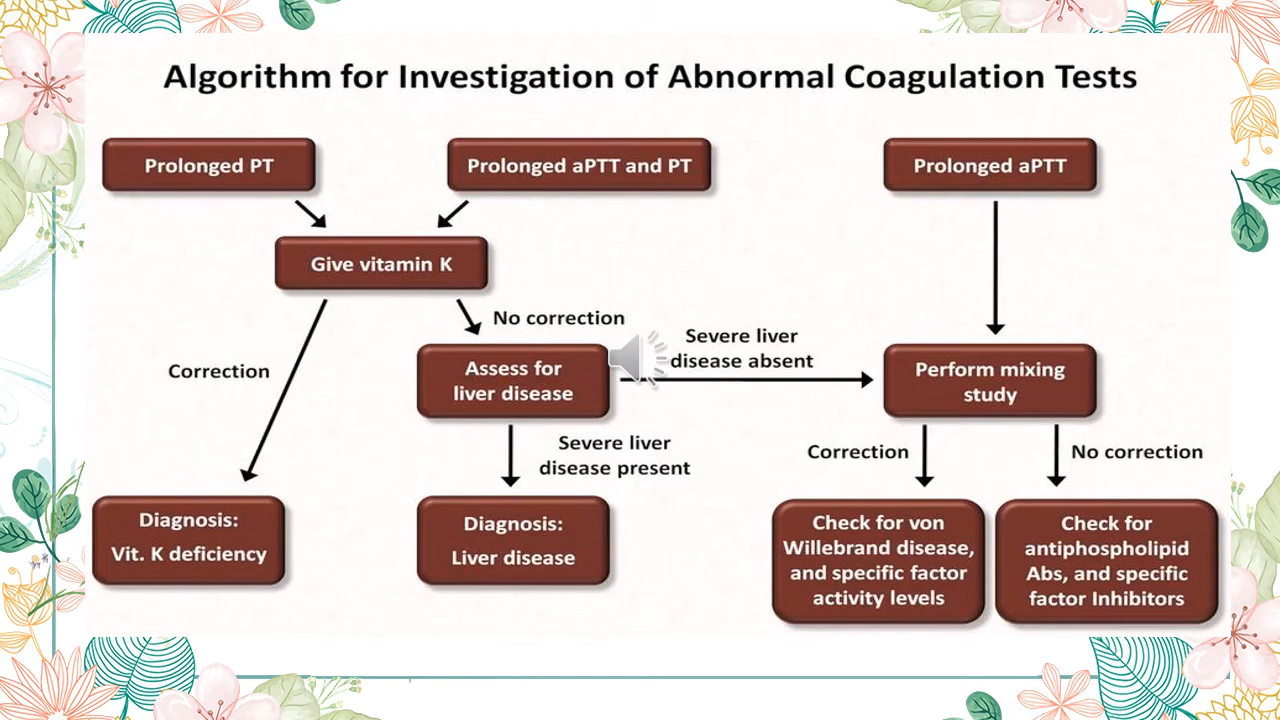 Algorithm for Investigation of Abnormal Coagulation Tests
Prolonged PT
Prolonged aPTT and PT
Prolonged aPTT
Give vitamin K
No correction
Correction
Assess for
liver disease
Severe liver
disease absent
Perform mixing
study
Severe liver
disease present
Correction
No correction
Diagnosis:
Vit. K deficiency
Diagnosis:
Liver disease
Check for von
Willebrand disease,
and specific factor
activity levels
Check for
antiphospholipid
Abs, and specific
factor Inhibitors